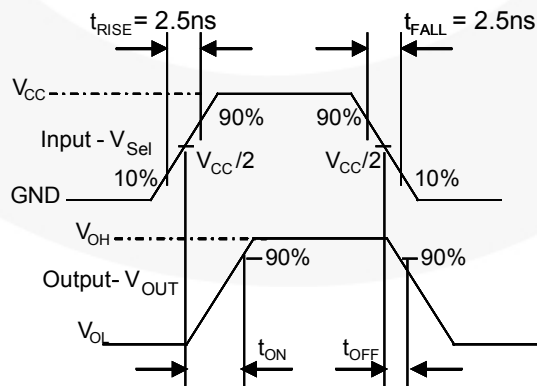 tRISE = 2.5ns
tFALL = 2.5ns
VCC
90%
90%
Input - VSel
VCC/2
VCC/2
10%
10%
GND
VOH
90%
90%
Output- VOUT
VOL
tON
tOFF